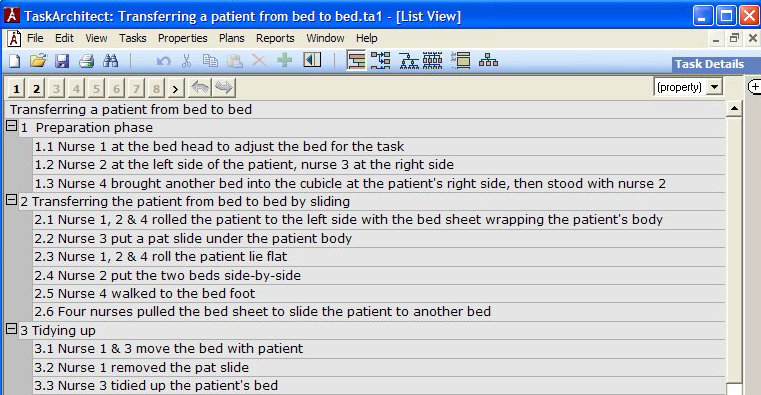 TaskArchitect: Transferring a patient from bed to bed.ta1 - [List View]
File Edit View Tasks Properties Plans Reports Window Help
Task Details
1 2 3 4 5 6 7 8 > (property)
Transferring a patient from bed to bed
1 Preparation phase
1.1 Nurse 1 at the bed head to adjust the bed for the task
1.2 Nurse 2 at the left side of the patient, nurse 3 at the right side
1.3 Nurse 4 brought another bed into the cubicle at the patient's right side, then stood with nurse 2
2 Transferring the patient from bed to bed by sliding
2.1 Nurse 1, 2 & 4 rolled the patient to the left side with the bed sheet wrapping the patient's body
2.2 Nurse 3 put a pat slide under the patient body
2.3 Nurse 1, 2 & 4 roll the patient lie flat
2.4 Nurse 2 put the two beds side-by-side
2.5 Nurse 4 walked to the bed foot
2.6 Four nurses pulled the bed sheet to slide the patient to another bed
3 Tidying up
3.1 Nurse 1 & 3 move the bed with patient
3.2 Nurse 1 removed the pat slide
3.3 Nurse 3 tidied up the patient's bed